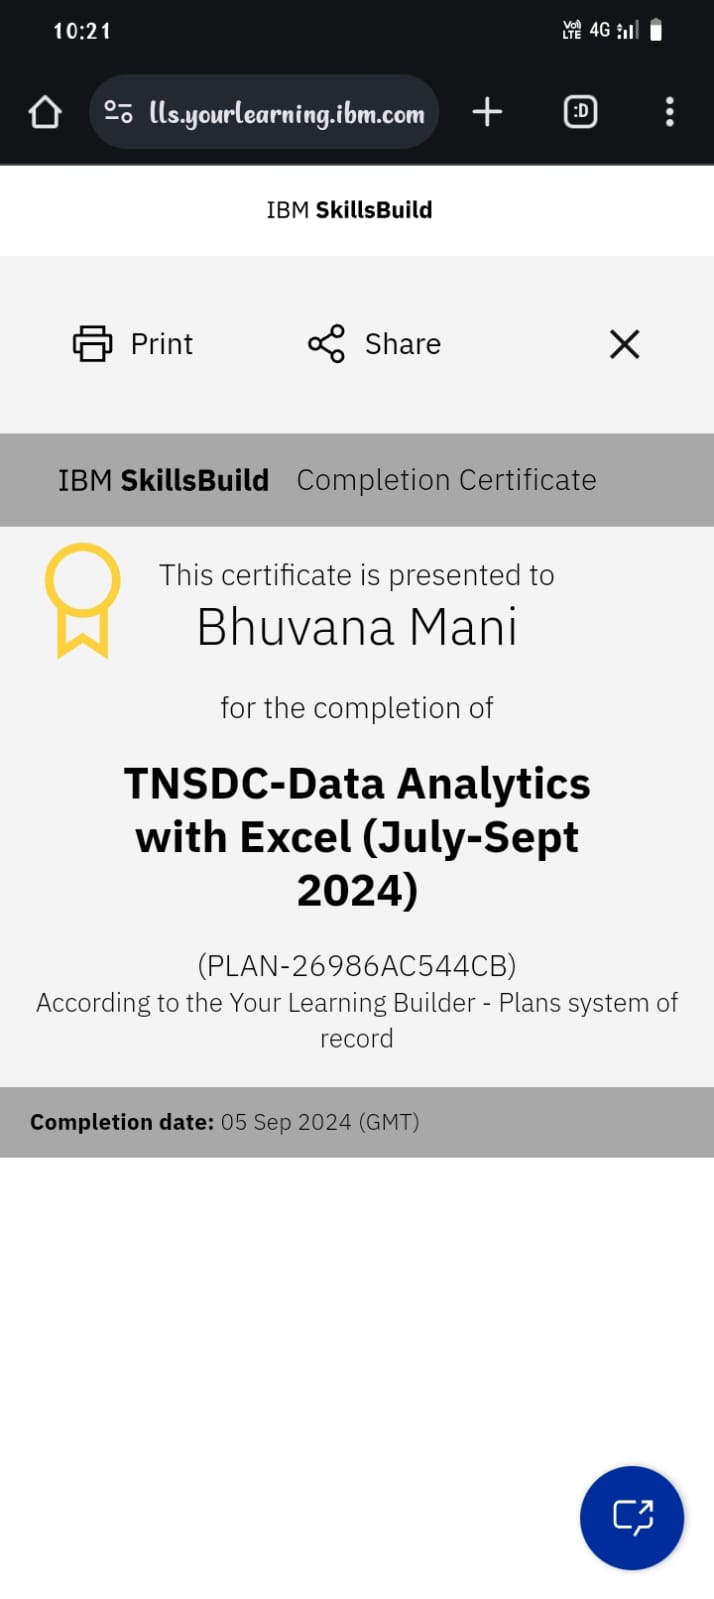 10:21
Vo) LTE 4G
lls.yourlearning.ibm.com
:D
IBM SkillsBuild
Print
Share
IBM SkillsBuild Completion Certificate
This certificate is presented to
Bhuvana Mani
for the completion of
TNSDC-Data Analytics
with Excel (July-Sept
2024)
(PLAN-26986AC544CB)
According to the Your Learning Builder - Plans system of
record
Completion date: 05 Sep 2024 (GMT)